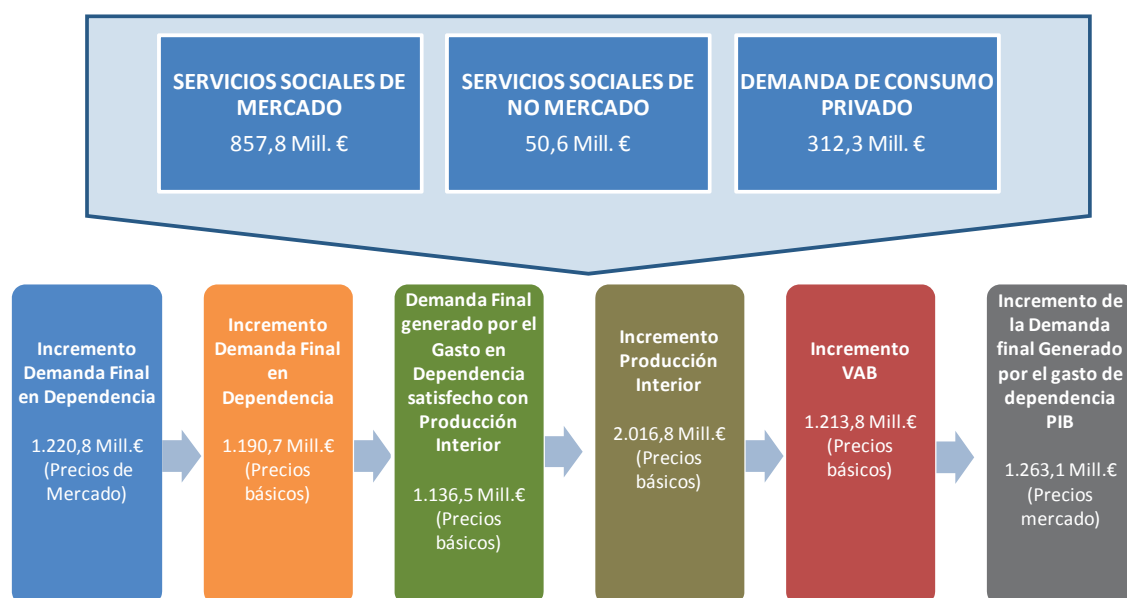 SERVICIOS SOCIALES DE
MERCADO
857,8 Mill. €
SERVICIOS SOCIALES DE
NO MERCADO
50,6 Mill. €
DEMANDA DE CONSUMO
PRIVADO
312,3 Mill. €
Incremento
Demanda Final
en Dependencia
1.220,8 Mill.€
(Precios de
Mercado)
Incremento
Demanda Final
en
Dependencia
1.190,7 Mill.€
(Precios
básicos)
Demanda Final
generado por el
Gasto en
Dependencia
satisfecho con
Producción
Interior
1.136,5 Mill.€
(Precios
básicos)
Incremento
Producción
Interior
2.016,8 Mill.€
(Precios
básicos)
Incremento
VAB
1.213,8 Mill.€
(Precios
básicos)
Incremento de
la Demanda
final Generado
por el gasto de
dependencia
PIB
1.263,1 Mill.€
(Precios
mercado)